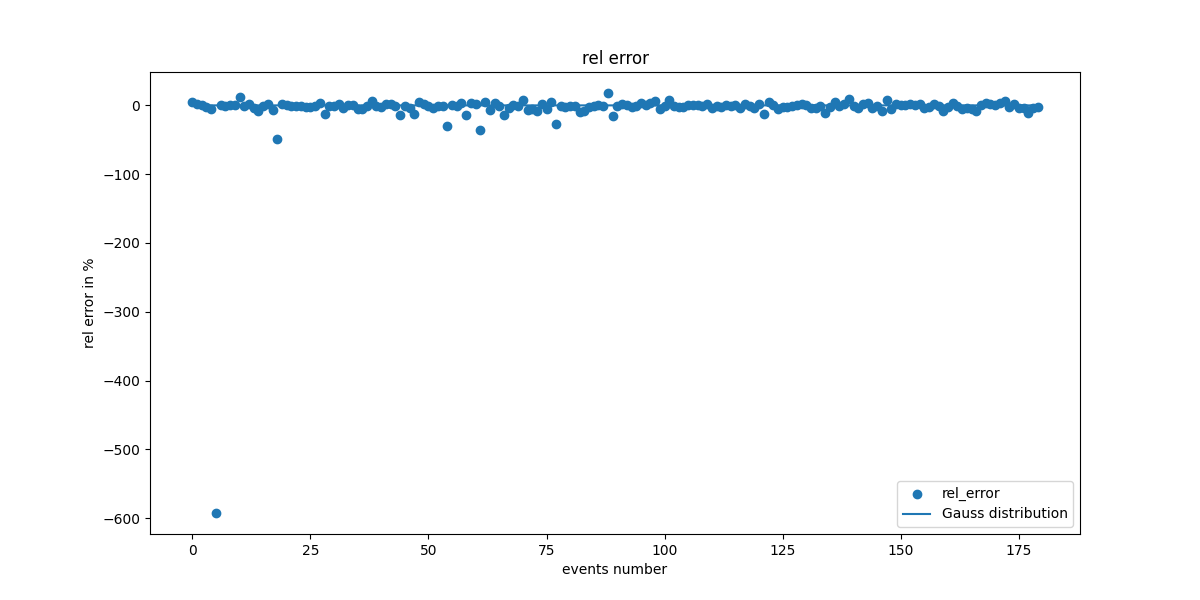 rel error
rel error in %
0
−100
−200
−300
−400
−500
−600
0 25 50 75 100 125 150 175
events number
rel_error
Gauss distribution